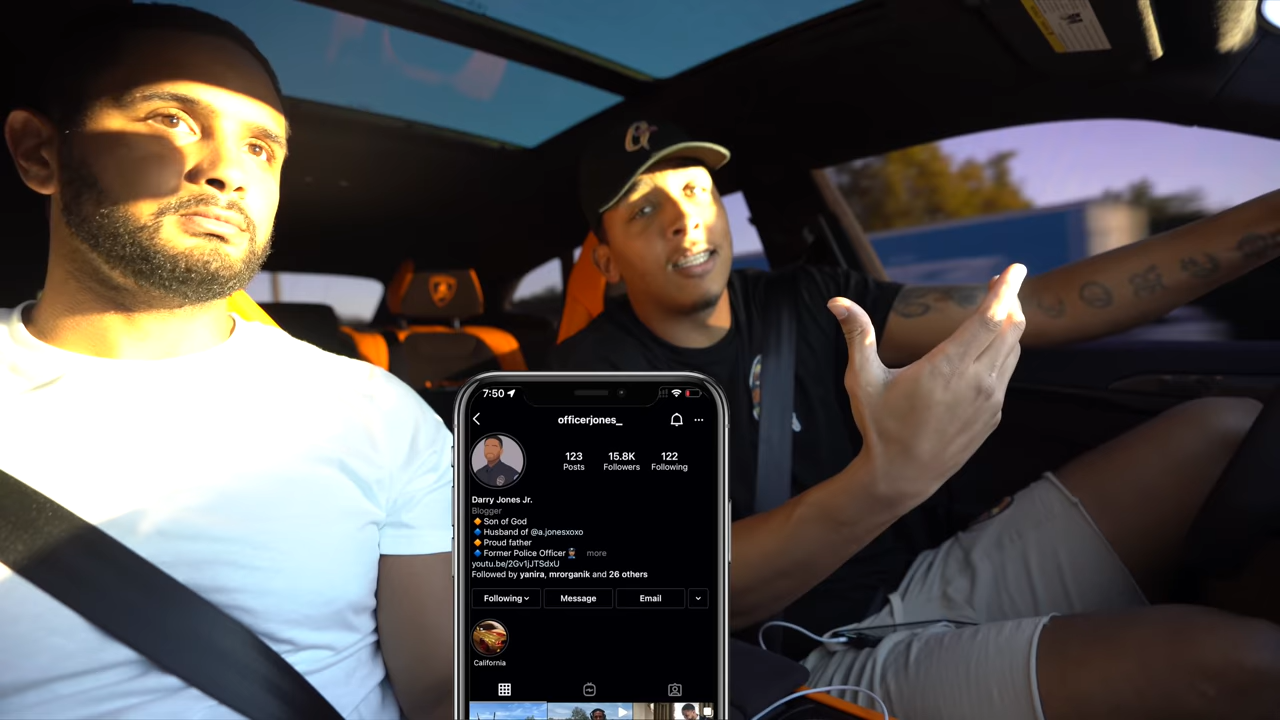 7:50
officerjones_
123
15.8K
122
Posts
Followers
Following
Darry Jones Jr.
Blogger
Son of God
Husband of @a.jonesxoxo
Proud father
Former Police Officer more
youtu.be/2Gv1jJTSdxU
Followed by yanira, mrorganik and 26 others
Following Message Email
California